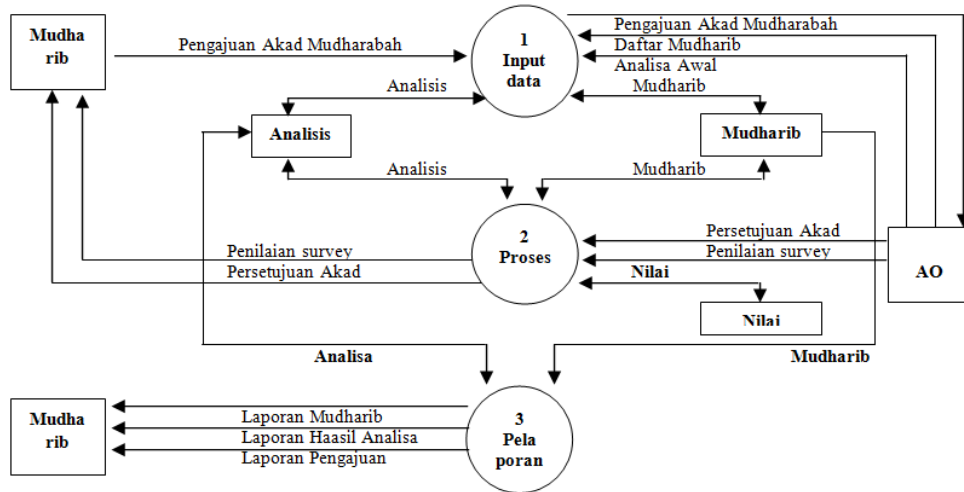 Mudha
rib
Pengajuan Akad Mudharabah
1
Input
data
Pengajuan Akad Mudharabah
Daftar Mudharib
Analisa Awal
Analisis
Mudharib
Analisis
Mudharib
Analisis
Mudharib
2
Proses
Persetujuan Akad
Penilaian survey
Penilaian survey
Persetujuan Akad
Nilai
AO
Nilai
Analisa
Mudharib
Mudha
rib
Laporan Mudharib
Laporan Haasil Analisa
Laporan Pengajuan
3
Pela
poran